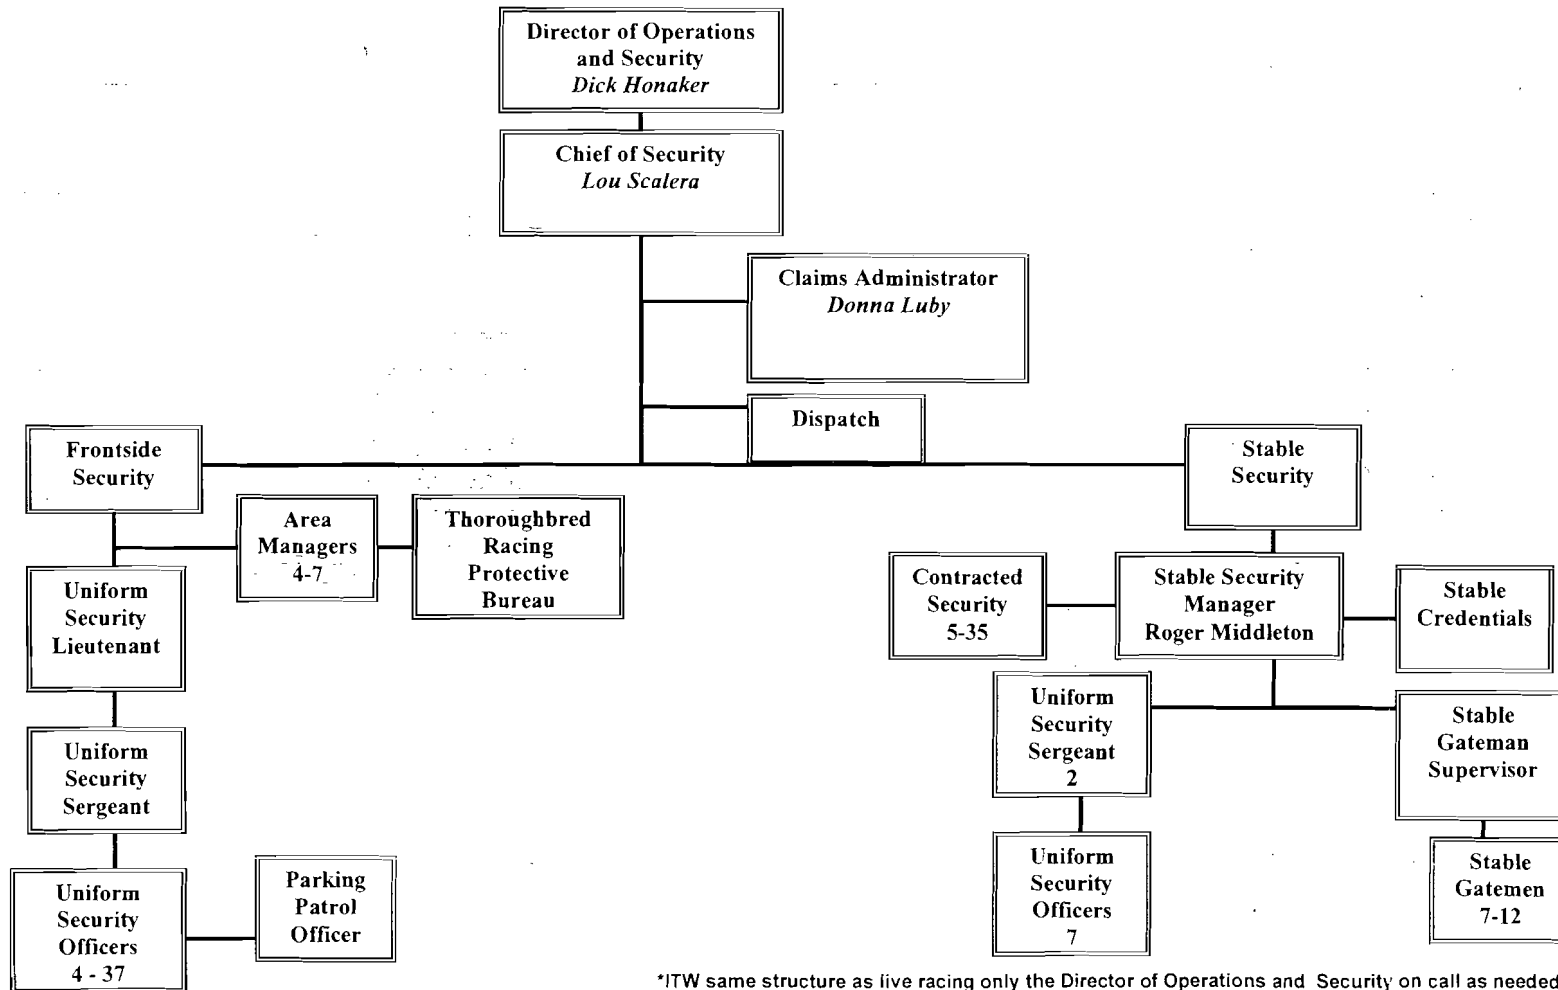 Director of Operations
and Security
Dick Honaker
Chief of Security
Lou Scalera
Claims Administrator
Donna Luby
Dispatch
Frontside
Security
Stable
Security
Area
Managers
4-7
Thoroughbred
Racing
Protective
Bureau
Uniform
Security
Lieutenant
Contracted
Security
5-35
Stable Security
Manager
Roger Middleton
Stable
Credentials
Uniform
Security
Sergeant
Uniform
Security
Sergeant
2
Stable
Gateman
Supervisor
Uniform
Security
Officers
4 - 37
Parking
Patrol
Officer
Uniform
Security
Officers
7
Stable
Gatemen
7-12
*ITW same structure as live racing only the Director of Operations and Security on call as needed